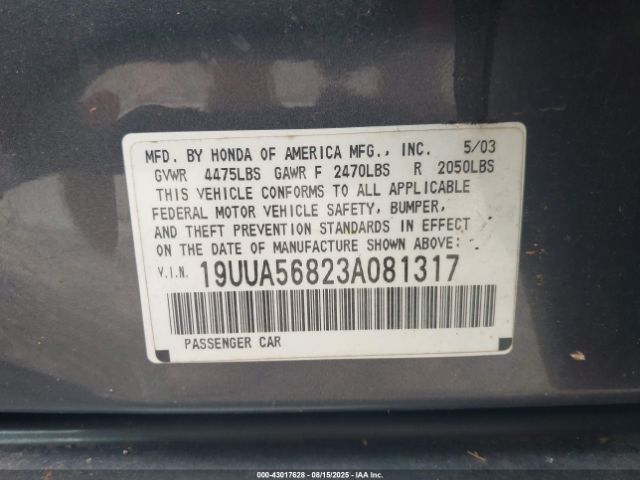 MFD. BY HONDA OF AMERICA MFG., INC. 5/03
GVWR 4475LBS GAWR F 2470LBS R 2050LBS
THIS VEHICLE CONFORMS TO ALL APPLICABLE
FEDERAL MOTOR VEHICLE SAFETY, BUMPER,
AND THEFT PREVENTION STANDARDS IN EFFECT
ON THE DATE OF MANUFACTURE SHOWN ABOVE:
V.I.N. 19UUA56823A081317
PASSENGER CAR
000-43017628 - 08/15/2025 - IAA Inc.